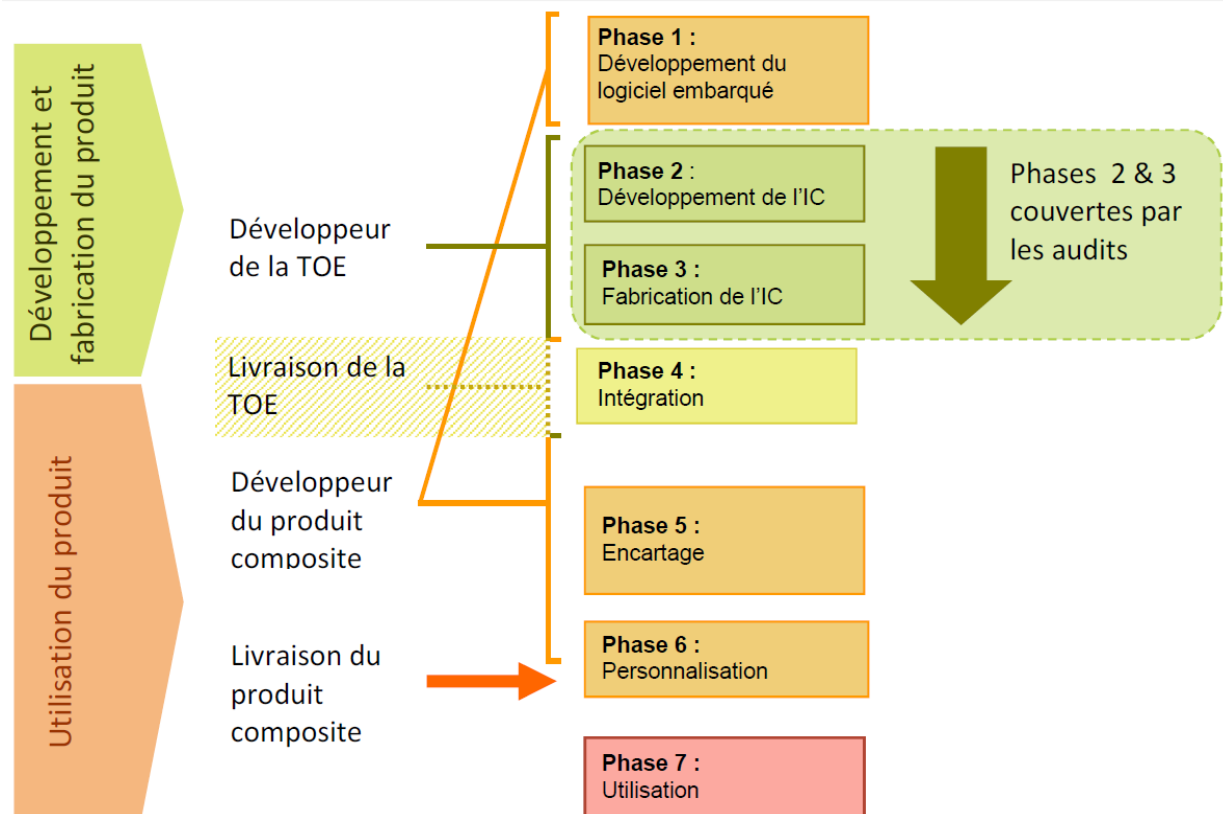 Développement et
fabrication du produit
Utilisation du produit
Développeur
de la TOE
Livraison de la
TOE
Développeur
du produit
composite
Livraison du
produit
composite
Phase 1 :
Développement du
logiciel embarqué
Phase 2 :
Développement de l'IC
Phase 3 :
Fabrication de l'IC
Phases 2 & 3
couvertes par
les audits
Phase 4 :
Intégration
Phase 5 :
Encartage
Phase 6 :
Personnalisation
Phase 7 :
Utilisation